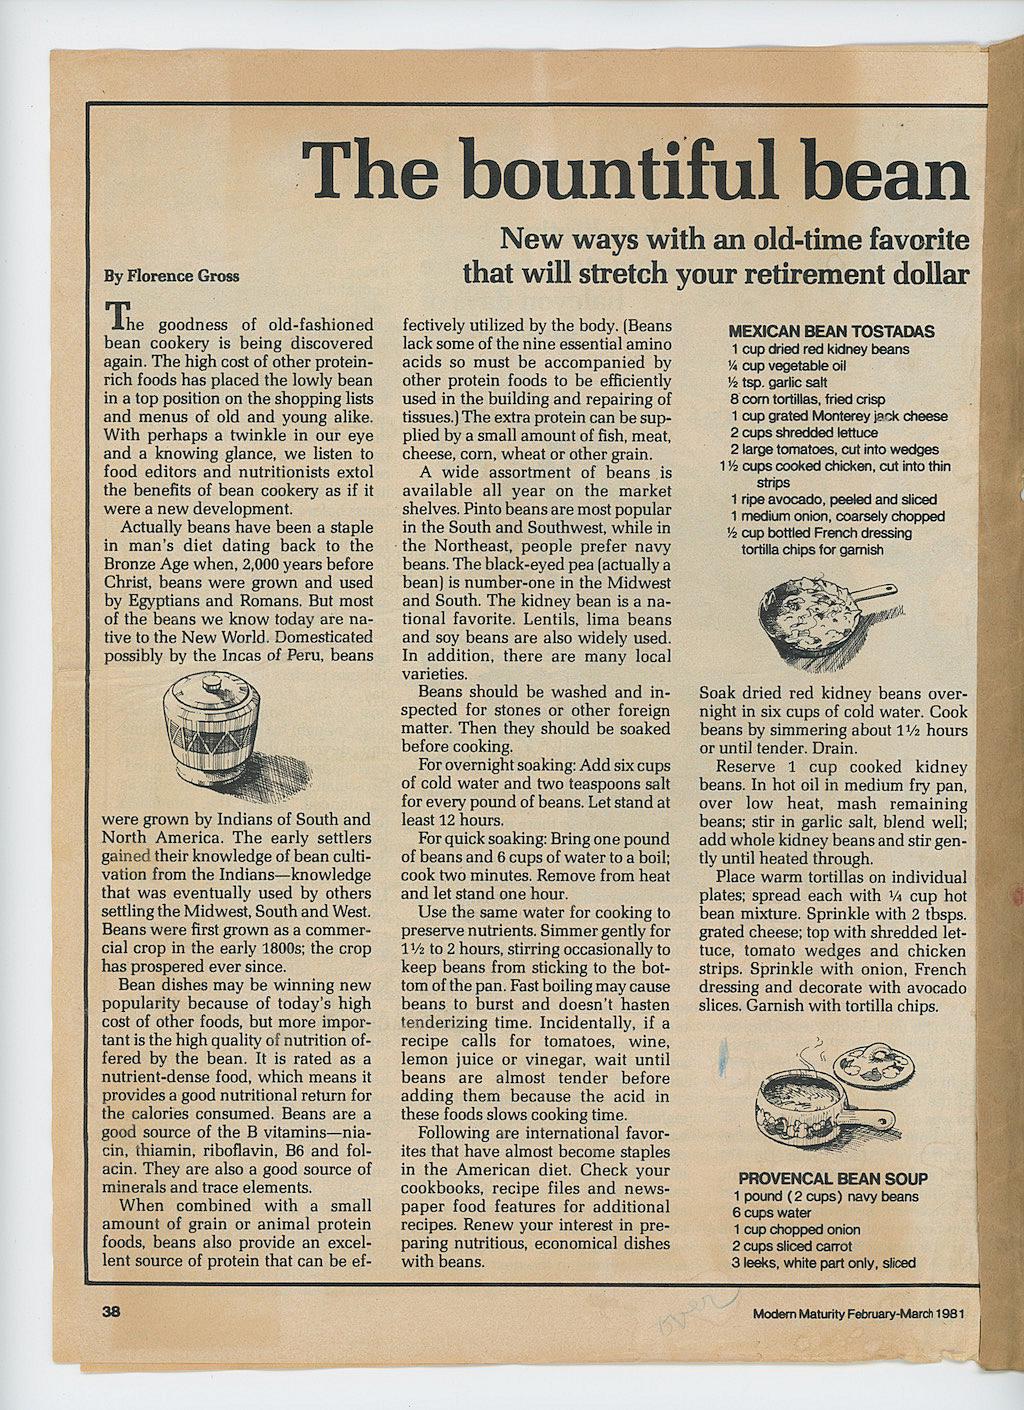 The bountiful bean
New ways with an old-time favorite
that will stretch your retirement dollar
By Florence Gross
The goodness of old-fashioned
bean cookery is being discovered
again. The high cost of other protein-
rich foods has placed the lowly bean
in a top position on the shopping lists
and menus of old and young alike.
With perhaps a twinkle in our eye
and a knowing glance, we listen to
food editors and nutritionists extol
the benefits of bean cookery as if it
were a new development.
Actually beans have been a staple
in man's diet dating back to the
Bronze Age when, 2,000 years before
Christ, beans were grown and used
by Egyptians and Romans. But most
of the beans we know today are na-
tive to the New World. Domesticated
possibly by the Incas of Peru, beans
were grown by Indians of South and
North America. The early settlers
gained their knowledge of bean culti-
vation from the Indians—knowledge
that was eventually used by others
settling the Midwest, South and West.
Beans were first grown as a commer-
cial crop in the early 1800s; the crop
has prospered ever since.
Bean dishes may be winning new
popularity because of today's high
cost of other foods, but more impor-
tant is the high quality of nutrition of-
fered by the bean. It is rated as a
nutrient-dense food, which means it
provides a good nutritional return for
the calories consumed. Beans are a
good source of the B vitamins—nia-
cin, thiamin, riboflavin, B6 and fol-
acin. They are also a good source of
minerals and trace elements.
When combined with a small
amount of grain or animal protein
foods, beans also provide an excel-
lent source of protein that can be ef-
fectively utilized by the body. (Beans
lack some of the nine essential amino
acids so must be accompanied by
other protein foods to be efficiently
used in the building and repairing of
tissues.) The extra protein can be sup-
plied by a small amount of fish, meat,
cheese, corn, wheat or other grain.
A wide assortment of beans is
available all year on the market
shelves. Pinto beans are most popular
in the South and Southwest, while in
the Northeast, people prefer navy
beans. The black-eyed pea (actually a
bean) is number-one in the Midwest
and South. The kidney bean is a na-
tional favorite. Lentils, lima beans
and soy beans are also widely used.
In addition, there are many local
varieties.
Beans should be washed and in-
spected for stones or other foreign
matter. Then they should be soaked
before cooking.
For overnight soaking: Add six cups
of cold water and two teaspoons salt
for every pound of beans. Let stand at
least 12 hours.
For quick soaking: Bring one pound
of beans and 6 cups of water to a boil;
cook two minutes. Remove from heat
and let stand one hour.
Use the same water for cooking to
preserve nutrients. Simmer gently for
1½ to 2 hours, stirring occasionally to
keep beans from sticking to the bot-
tom of the pan. Fast boiling may cause
beans to burst and doesn't hasten
tenderizing time. Incidentally, if a
recipe calls for tomatoes, wine,
lemon juice or vinegar, wait until
beans are almost tender before
adding them because the acid in
these foods slows cooking time.
Following are international favor-
ites that have almost become staples
in the American diet. Check your
cookbooks, recipe files and news-
paper food features for additional
recipes. Renew your interest in pre-
paring nutritious, economical dishes
with beans.
MEXICAN BEAN TOSTADAS
1 cup dried red kidney beans
¼ cup vegetable oil
½ tsp. garlic salt
8 corn tortillas, fried crisp
1 cup grated Monterey jack cheese
2 cups shredded lettuce
2 large tomatoes, cut into wedges
1½ cups cooked chicken, cut into thin
strips
1 ripe avocado, peeled and sliced
1 medium onion, coarsely chopped
½ cup bottled French dressing
tortilla chips for garnish
Soak dried red kidney beans over-
night in six cups of cold water. Cook
beans by simmering about 1½ hours
or until tender. Drain.
Reserve 1 cup cooked kidney
beans. In hot oil in medium fry pan,
over low heat, mash remaining
beans; stir in garlic salt, blend well;
add whole kidney beans and stir gen-
tly until heated through.
Place warm tortillas on individual
plates; spread each with ¼ cup hot
bean mixture. Sprinkle with 2 tbsps.
grated cheese; top with shredded let-
tuce, tomato wedges and chicken
strips. Sprinkle with onion, French
dressing and decorate with avocado
slices. Garnish with tortilla chips.
PROVENCAL BEAN SOUP
1 pound (2 cups) navy beans
6 cups water
1 cup chopped onion
2 cups sliced carrot
3 leeks, white part only, sliced
over
38
Modern Maturity February-March 1981